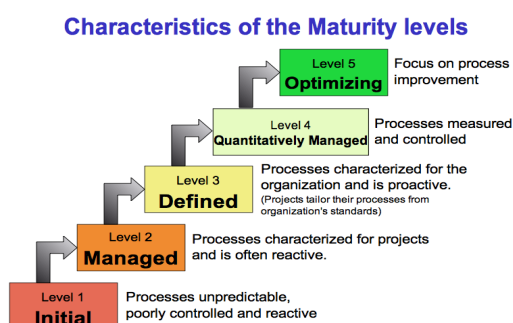 Characteristics of the Maturity levels
Level 5
Optimizing
Focus on process
improvement
Level 4
Quantitatively Managed
Processes measured
and controlled
Level 3
Defined
Processes characterized for the
organization and is proactive.
(Projects tailor their processes from
organization's standards)
Level 2
Managed
Processes characterized for projects
and is often reactive.
Level 1
Initial
Processes unpredictable,
poorly controlled and reactive